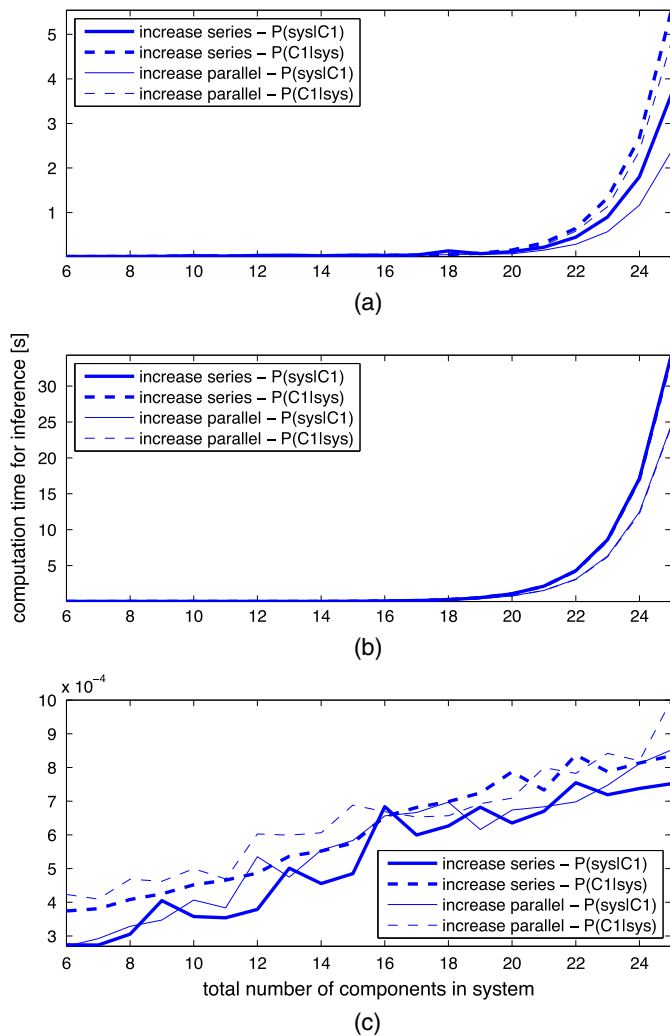 5
4
3
2
1
increase series – P(sys|C1)
increase series – P(C1|sys)
increase parallel – P(sys|C1)
increase parallel – P(C1|sys)
6 8 10 12 14 16 18 20 22 24
(a)
computation time for inference [s]
30
25
20
15
10
5
increase series – P(sys|C1)
increase series – P(C1|sys)
increase parallel – P(sys|C1)
increase parallel – P(C1|sys)
6 8 10 12 14 16 18 20 22 24
(b)
x 10⁻⁴
10
9
8
7
6
5
4
3
increase series – P(sys|C1)
increase series – P(C1|sys)
increase parallel – P(sys|C1)
increase parallel – P(C1|sys)
6 8 10 12 14 16 18 20 22 24
total number of components in system
(c)